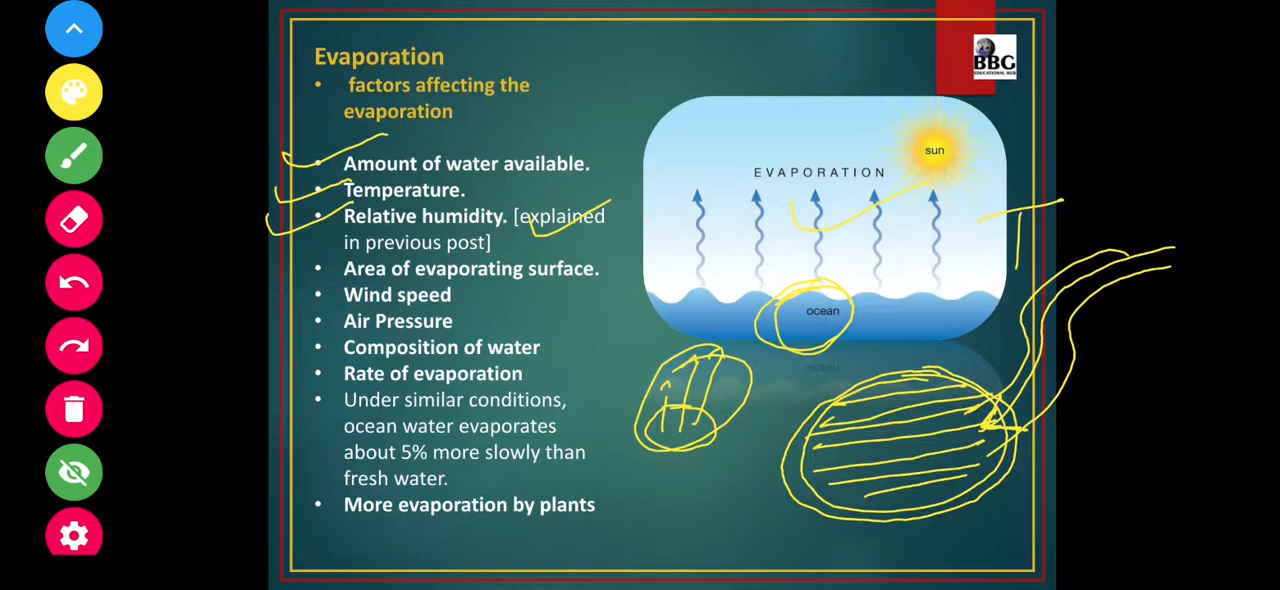 Evaporation
• factors affecting the
evaporation
• Amount of water available.
• Temperature.
• Relative humidity. [explained
in previous post]
• Area of evaporating surface.
• Wind speed
• Air Pressure
• Composition of water
• Rate of evaporation
• Under similar conditions,
ocean water evaporates
about 5% more slowly than
fresh water.
• More evaporation by plants
BBG
EDUCATIONAL HUB
sun
EVAPORATION
ocean